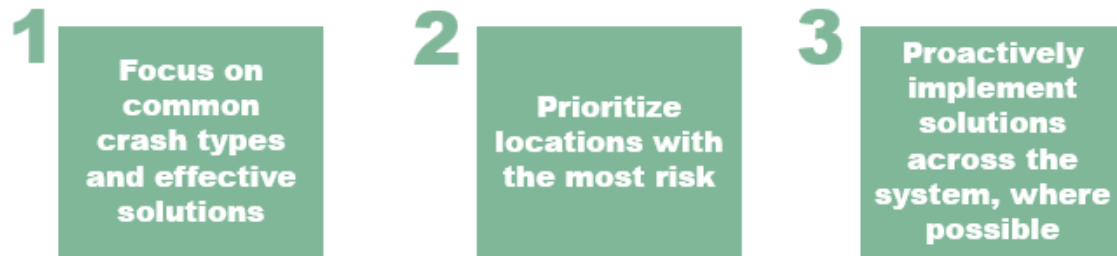 1
Focus on
common
crash types
and effective
solutions
2
Prioritize
locations with
the most risk
3
Proactively
implement
solutions
across the
system, where
possible